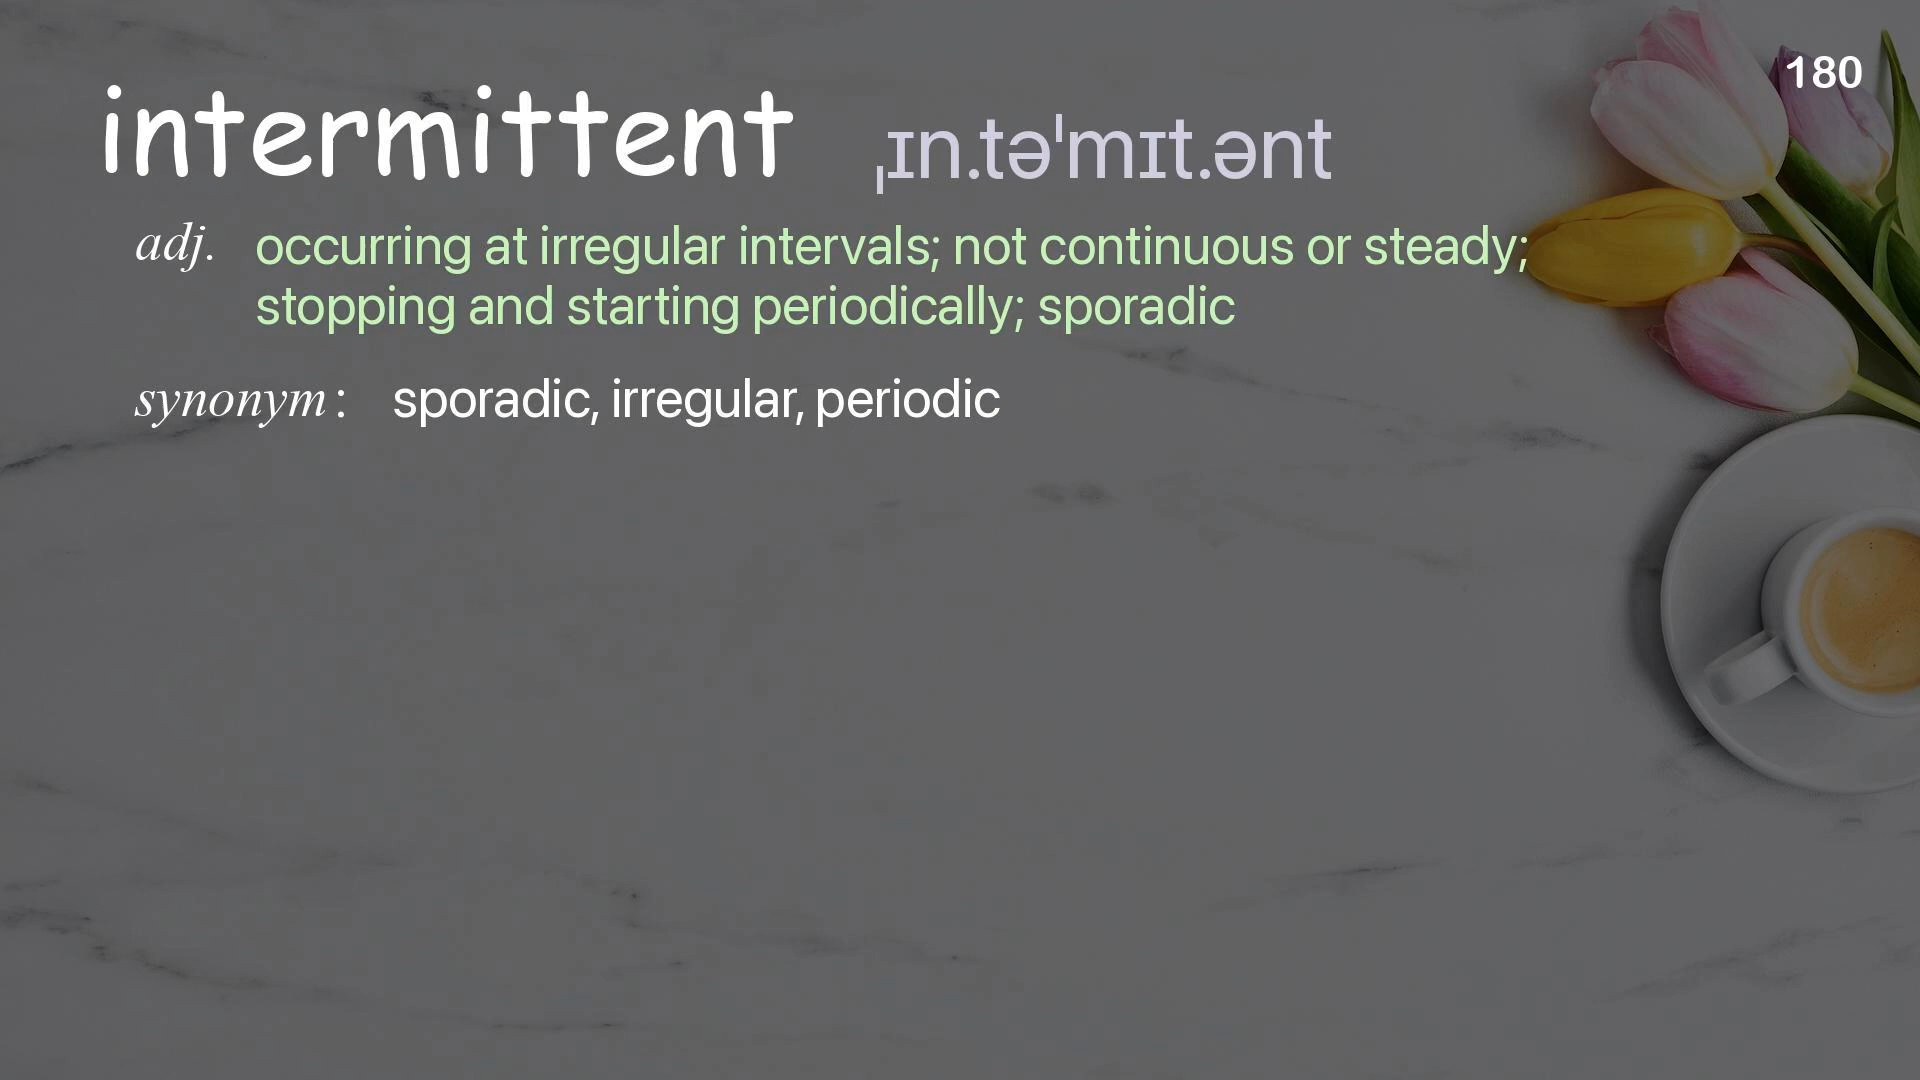 180
intermittent ˌɪn.təˈmɪt.ənt
adj. occurring at irregular intervals; not continuous or steady;
stopping and starting periodically; sporadic
synonym : sporadic, irregular, periodic